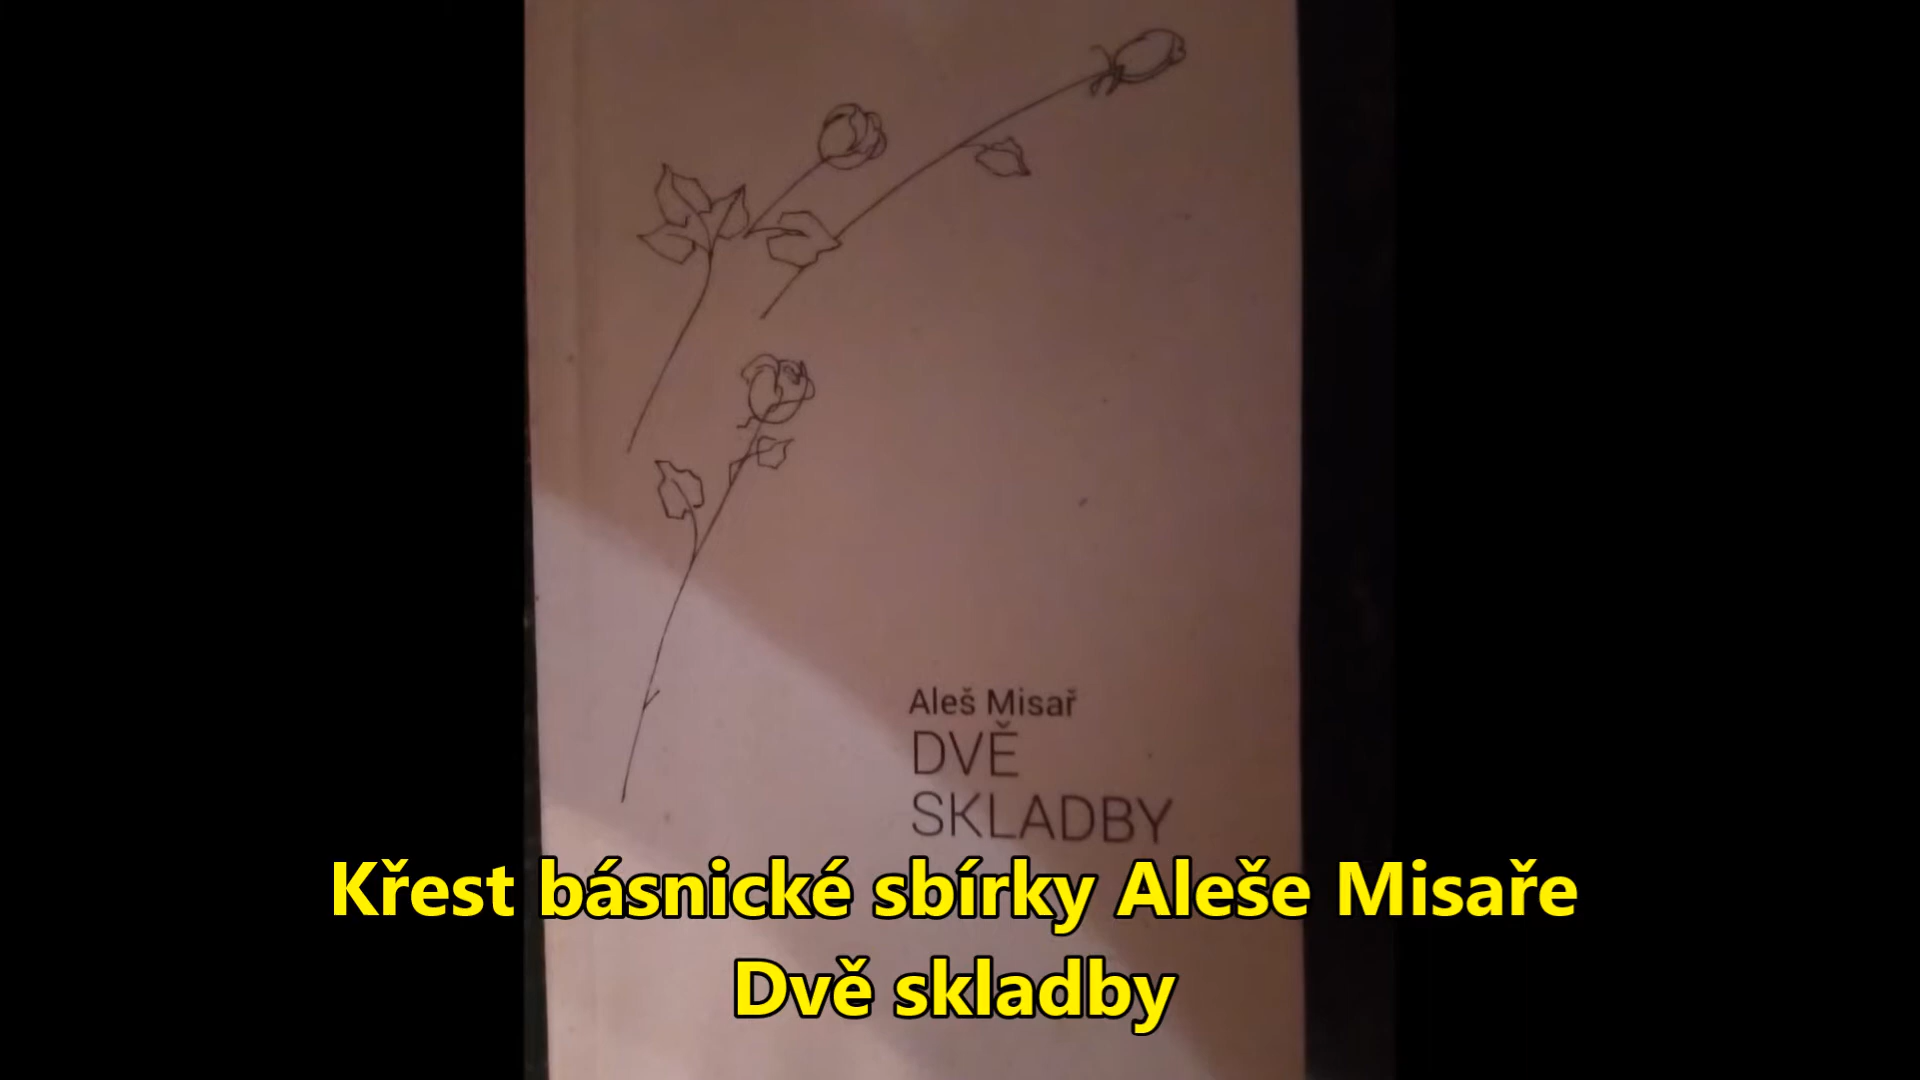 Aleš Misař
DVĚ
SKLADBY
Křest básnické sbírky Aleše Misaře
Dvě skladby